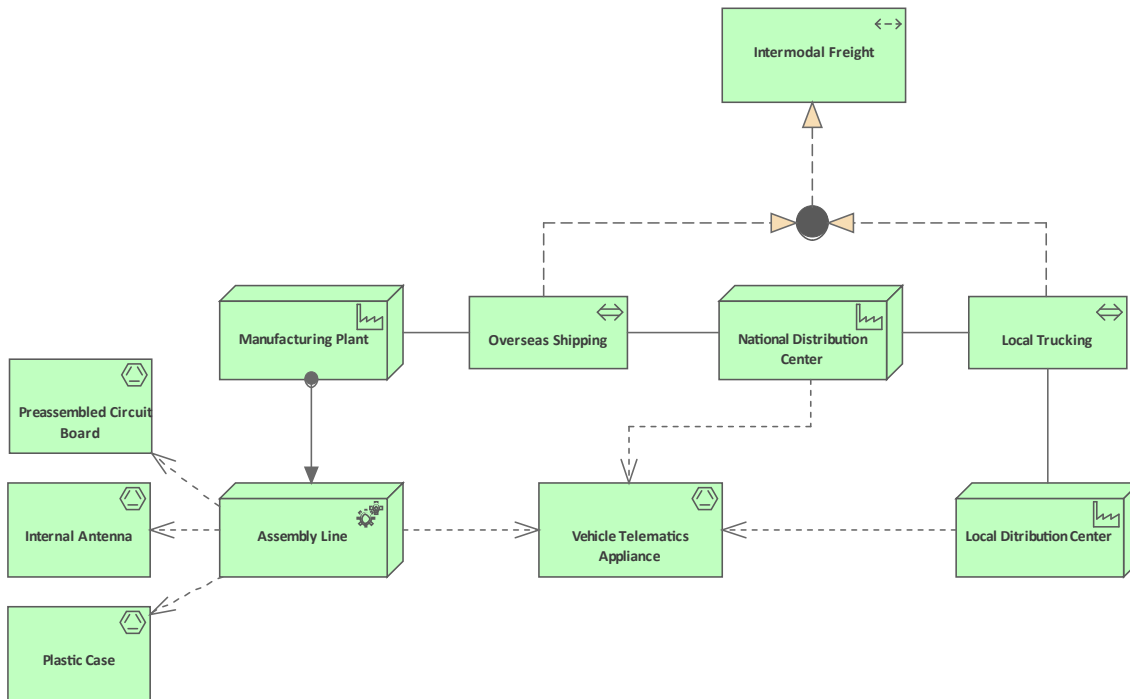 Intermodal Freight
Manufacturing Plant
Overseas Shipping
National Distribution
Center
Local Trucking
Preassembled Circuit
Board
Internal Antenna
Assembly Line
Vehicle Telematics
Appliance
Local Ditribution Center
Plastic Case